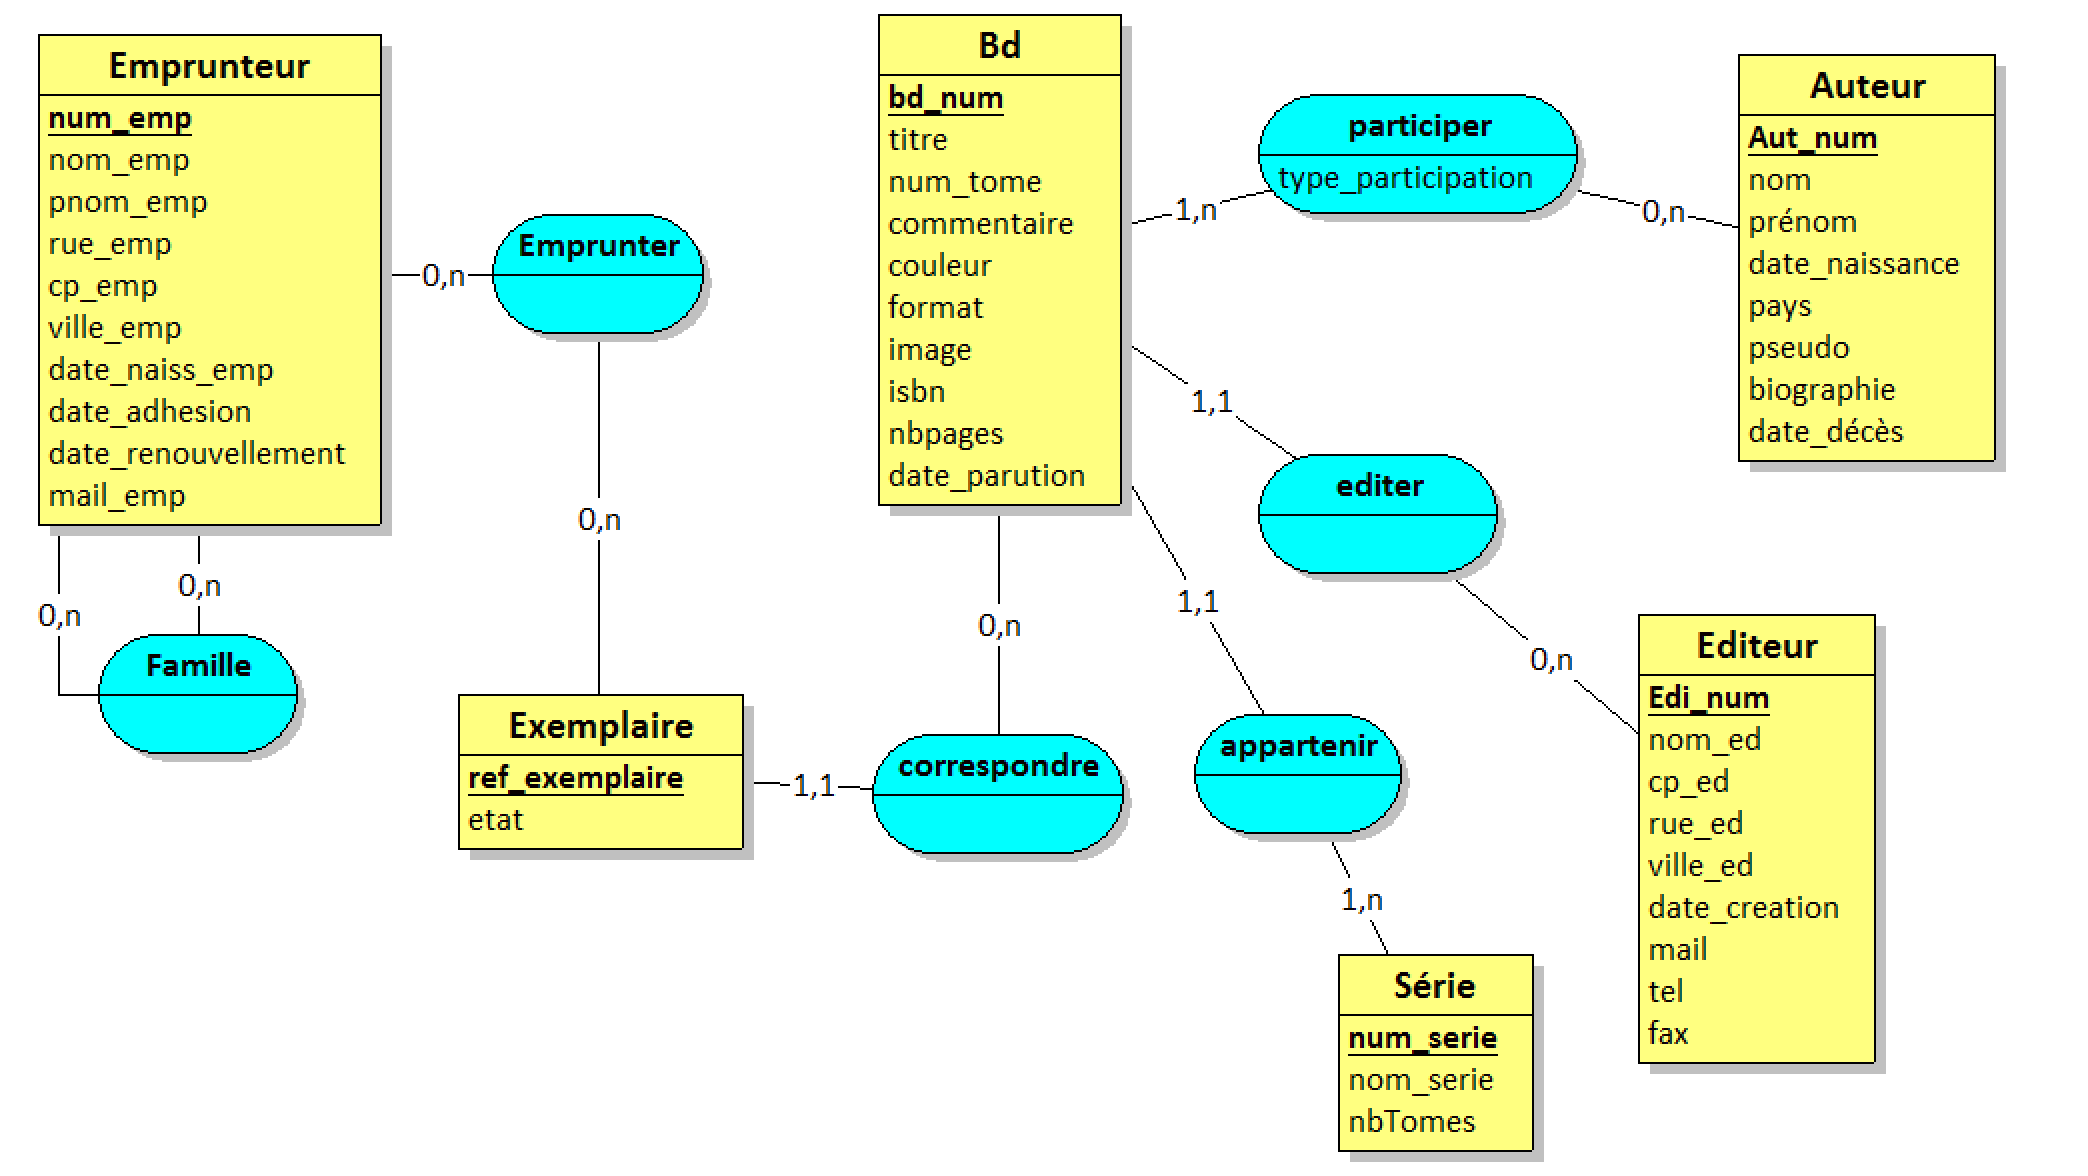 Emprunteur
num_emp
nom_emp
pnom_emp
rue_emp
cp_emp
ville_emp
date_naiss_emp
date_adhesion
date_renouvellement
mail_emp
0,n
0,n
Famille
0,n
Emprunter
0,n
Exemplaire
ref_exemplaire
etat
1,1
correspondre
0,n
Bd
bd_num
titre
num_tome
commentaire
couleur
format
image
isbn
nbpages
date_parution
1,n
participer
type_participation
0,n
Auteur
Aut_num
nom
prénom
date_naissance
pays
pseudo
biographie
date_décès
1,1
editer
0,n
Editeur
Edi_num
nom_ed
cp_ed
rue_ed
ville_ed
date_creation
mail
tel
fax
1,1
appartenir
1,n
Série
num_serie
nom_serie
nbTomes